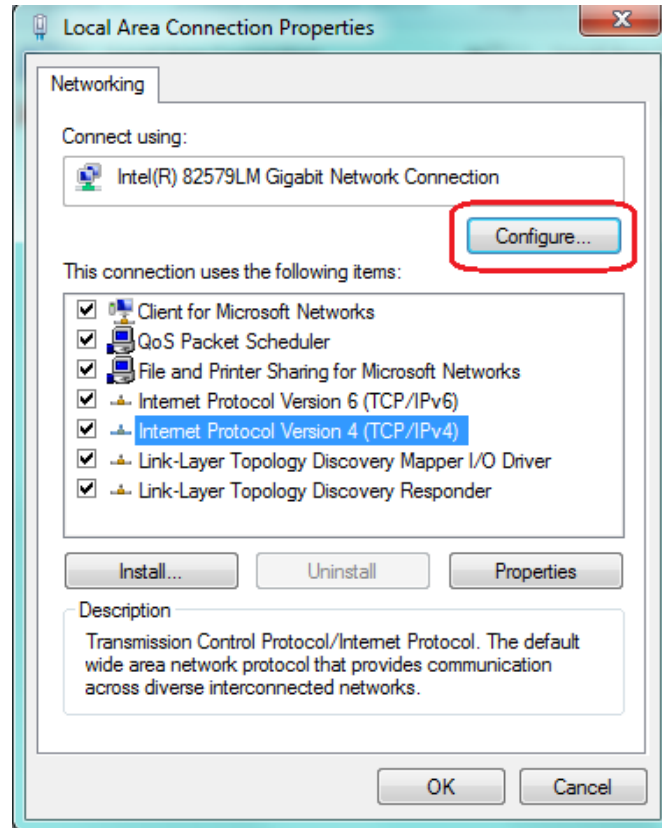 Local Area Connection Properties
Networking
Connect using:
Intel(R) 82579LM Gigabit Network Connection
Configure...
This connection uses the following items:
Client for Microsoft Networks
QoS Packet Scheduler
File and Printer Sharing for Microsoft Networks
Internet Protocol Version 6 (TCP/IPv6)
Internet Protocol Version 4 (TCP/IPv4)
Link-Layer Topology Discovery Mapper I/O Driver
Link-Layer Topology Discovery Responder
Install...
Uninstall
Properties
Description
Transmission Control Protocol/Internet Protocol. The default
wide area network protocol that provides communication
across diverse interconnected networks.
OK
Cancel